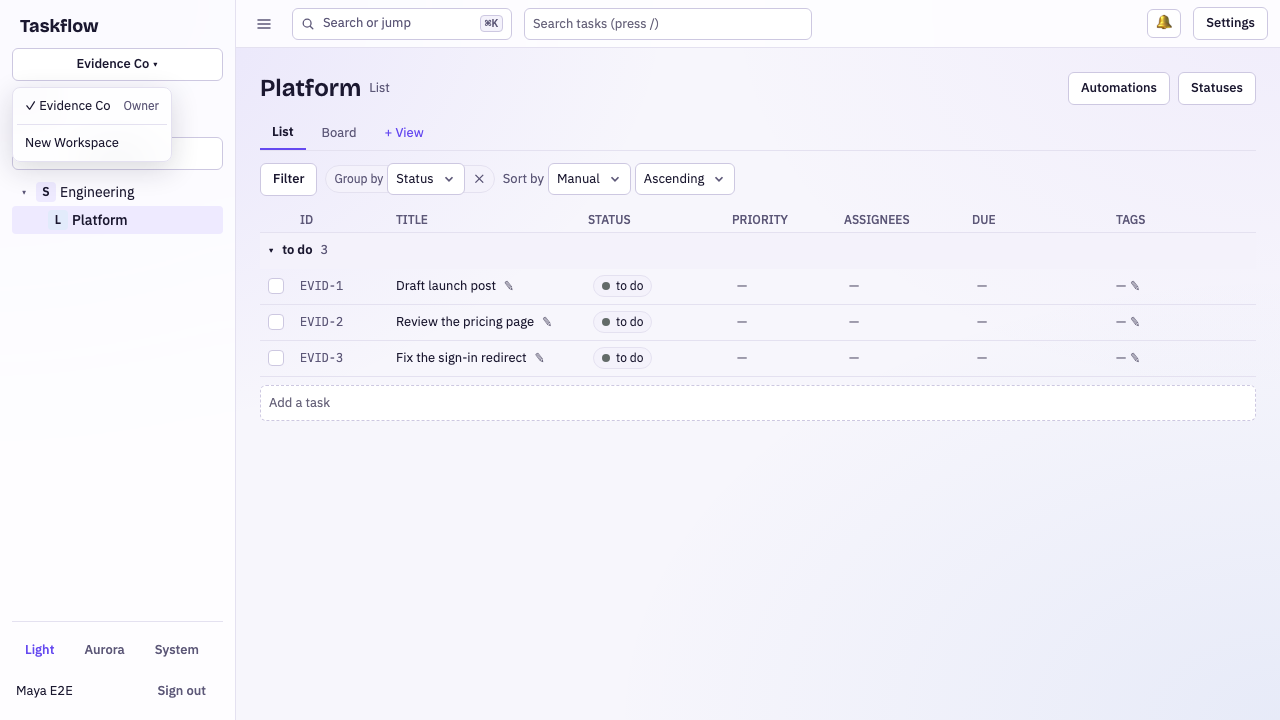 Taskflow
Evidence Co ▾
✓ Evidence Co Owner
New Workspace
▾ S Engineering
L Platform
Light Aurora System
Maya E2E Sign out
Search or jump ⌘K
Search tasks (press /)
Settings
Platform List
Automations Statuses
List Board + View
Filter Group by Status Sort by Manual Ascending
ID TITLE STATUS PRIORITY ASSIGNEES DUE TAGS
▾ to do 3
EVID-1 Draft launch post ✎ to do — — — — ✎
EVID-2 Review the pricing page ✎ to do — — — — ✎
EVID-3 Fix the sign-in redirect ✎ to do — — — — ✎
Add a task